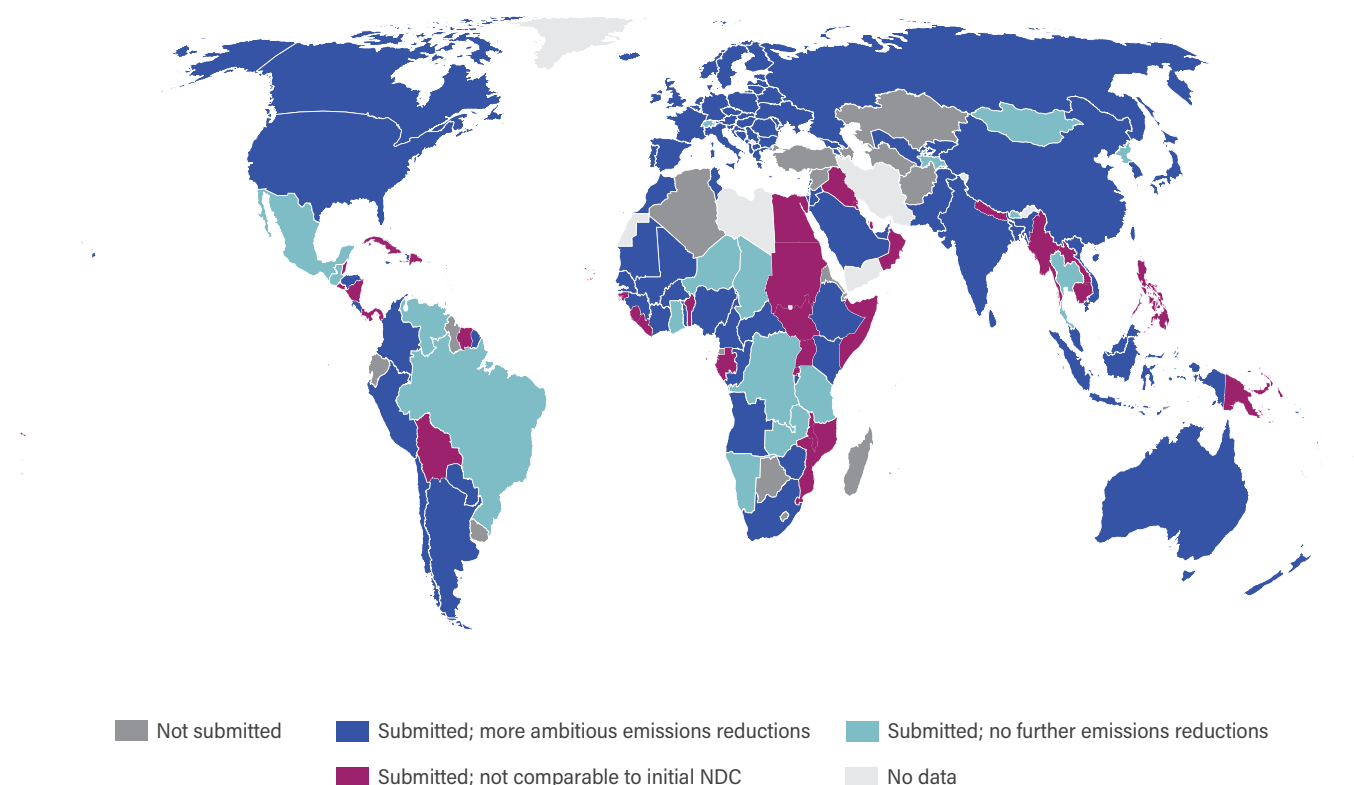 Not submitted
Submitted; more ambitious emissions reductions
Submitted; no further emissions reductions
Submitted; not comparable to initial NDC
No data